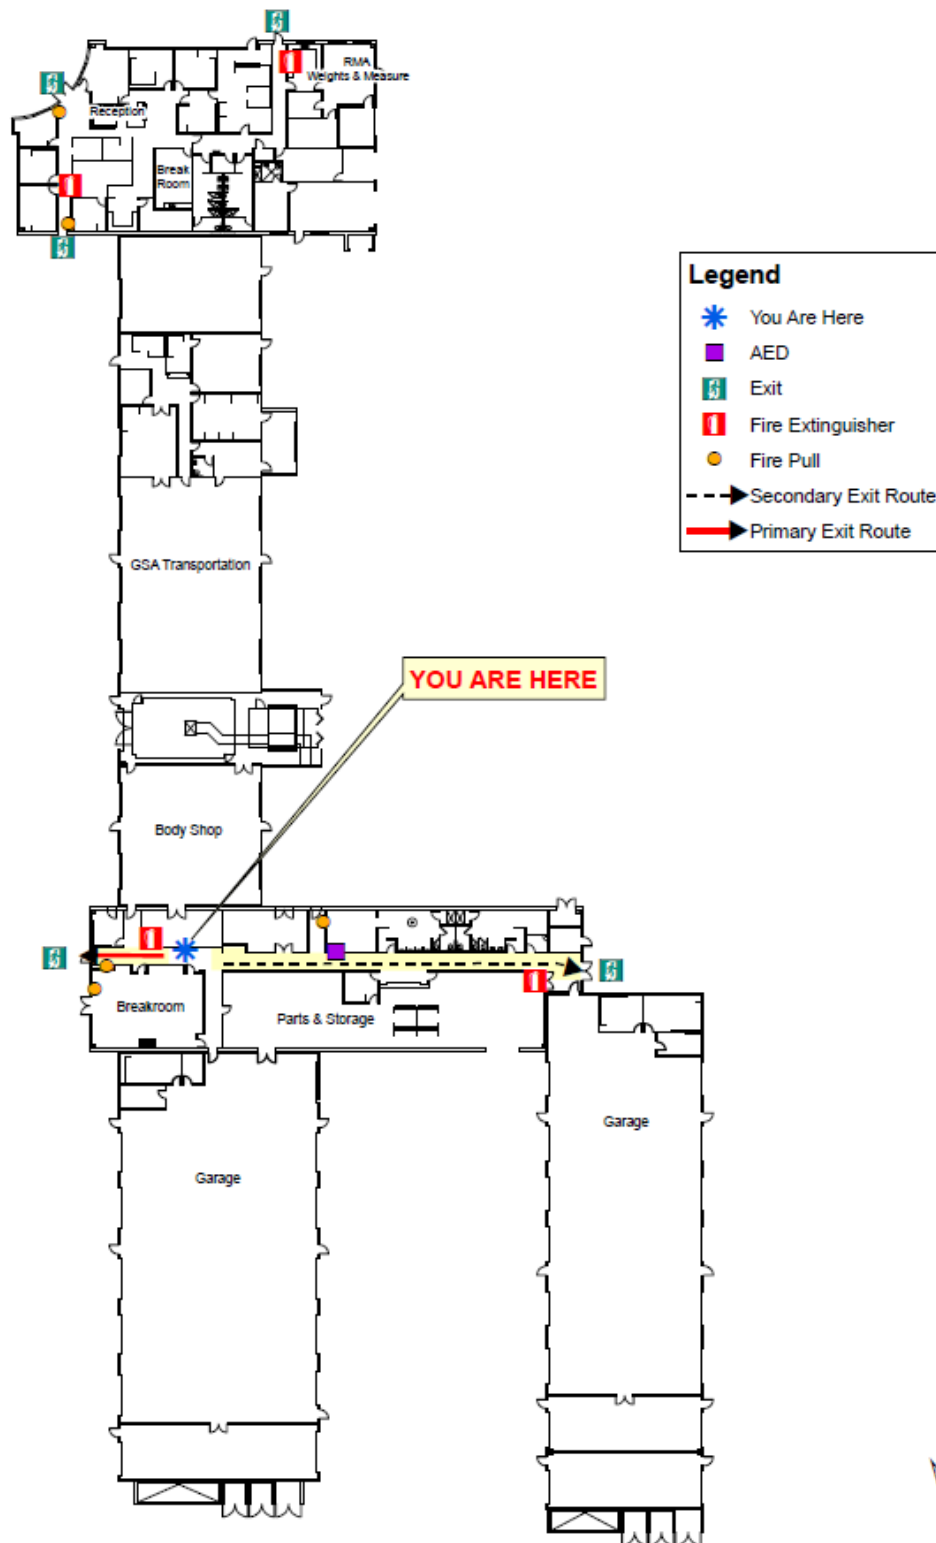 RMA
Weights & Measure
Reception
Break
Room
Legend
You Are Here
AED
Exit
Fire Extinguisher
Fire Pull
Secondary Exit Route
Primary Exit Route
GSA Transportation
YOU ARE HERE
Body Shop
Breakroom
Parts & Storage
Garage
Garage